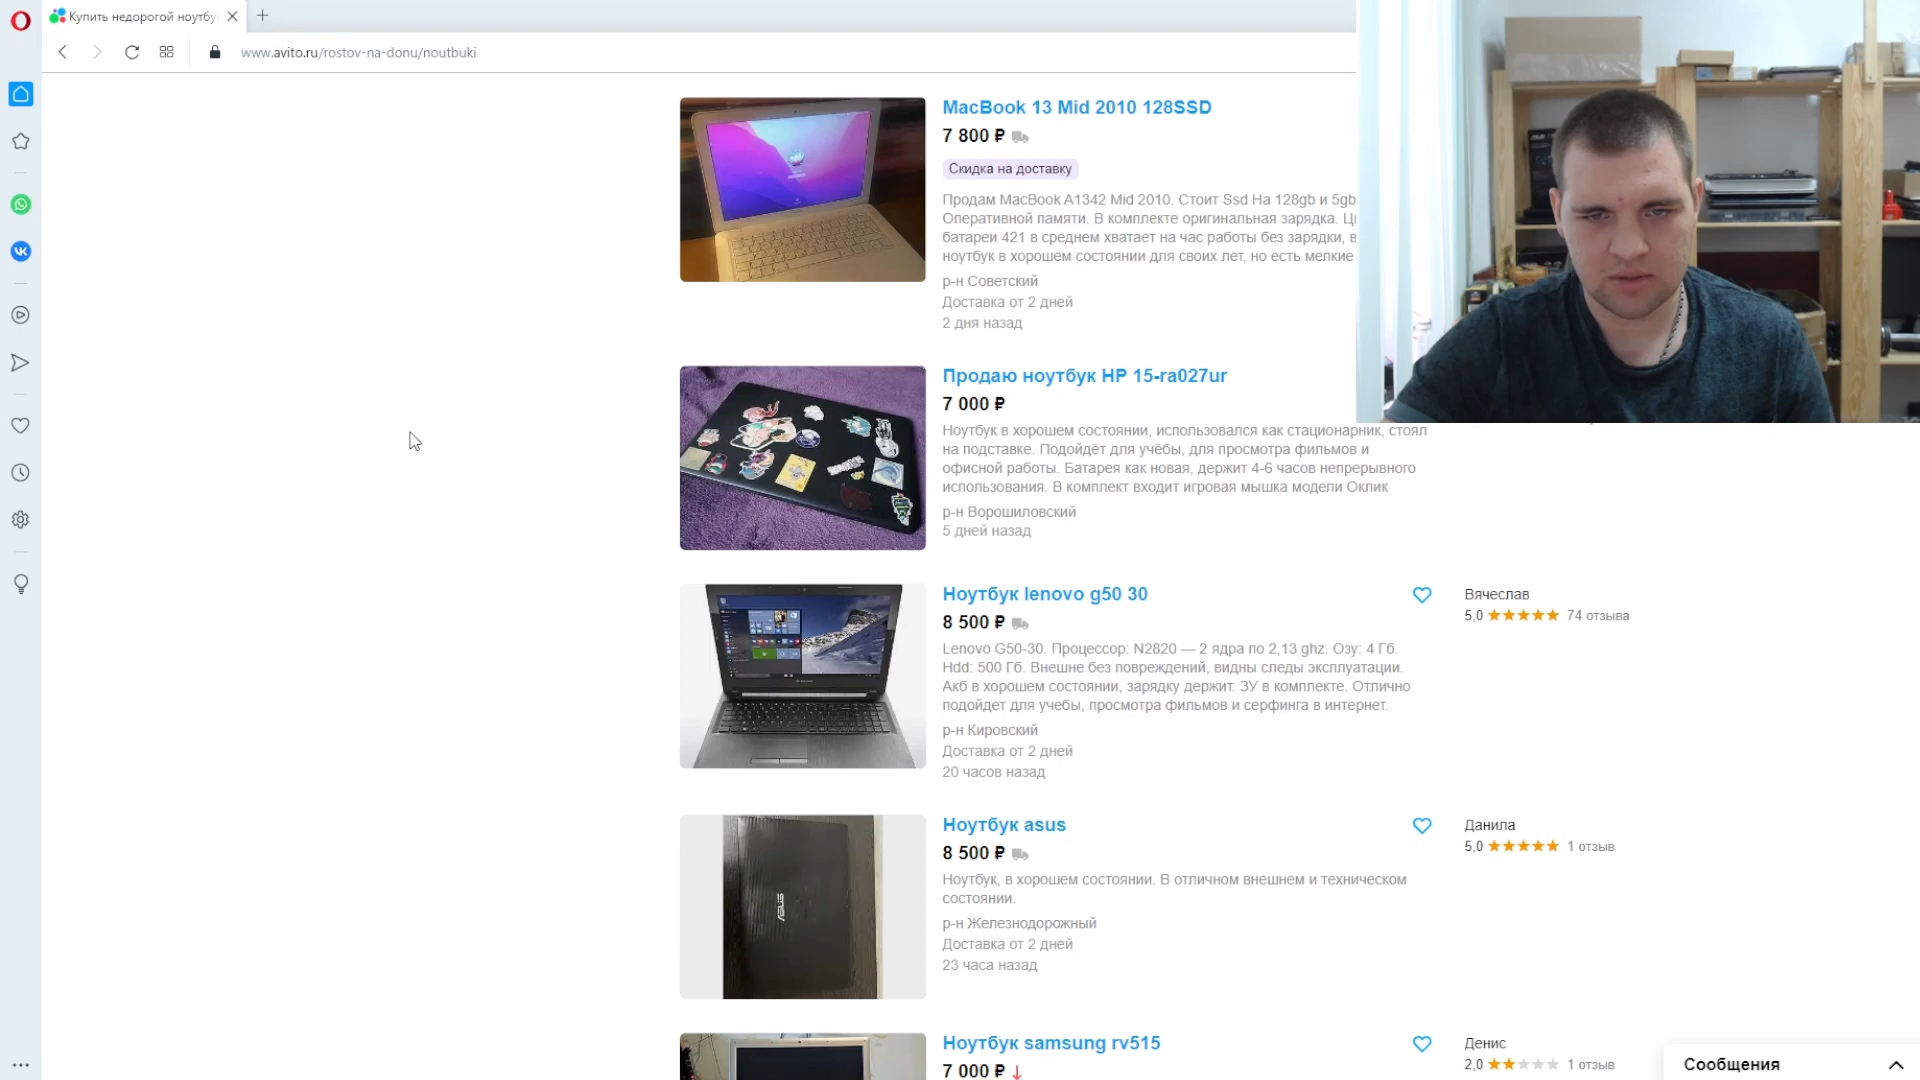 Купить недорогой ноутбу
www.avito.ru/rostov-na-donu/noutbuki
MacBook 13 Mid 2010 128SSD
7 800 ₽
Скидка на доставку
Продам MacBook A1342 Mid 2010. Стоит Ssd На 128gb и 5gb
Оперативной памяти. В комплекте оригинальная зарядка.
батареи 421 в среднем хватает на час работы без зарядки, в
ноутбук в хорошем состоянии для своих лет, но есть мелкие
р-н Советский
Доставка от 2 дней
2 дня назад
Продаю ноутбук HP 15-ra027ur
7 000 ₽
Ноутбук в хорошем состоянии, использовался как стационарник, стоял
на подставке. Подойдёт для учёбы, для просмотра фильмов и
офисной работы. Батарея как новая, держит 4-6 часов непрерывного
использования. В комплект входит игровая мышка модели Оклик
р-н Ворошиловский
5 дней назад
Ноутбук lenovo g50 30
8 500 ₽
Lenovo G50-30. Процессор: N2820 — 2 ядра по 2,13 ghz. Озу: 4 Гб.
Hdd: 500 Гб. Внешне без повреждений, видны следы эксплуатации.
Акб в хорошем состоянии, зарядку держит. ЗУ в комплекте. Отлично
подойдет для учебы, просмотра фильмов и серфинга в интернет.
р-н Кировский
Доставка от 2 дней
20 часов назад
Вячеслав
5,0 74 отзыва
Ноутбук asus
8 500 ₽
Ноутбук, в хорошем состоянии. В отличном внешнем и техническом
состоянии.
р-н Железнодорожный
Доставка от 2 дней
23 часа назад
Данила
5,0 1 отзыв
ASUS
Ноутбук samsung rv515
7 000 ₽
Денис
2,0 1 отзыв
Сообщения